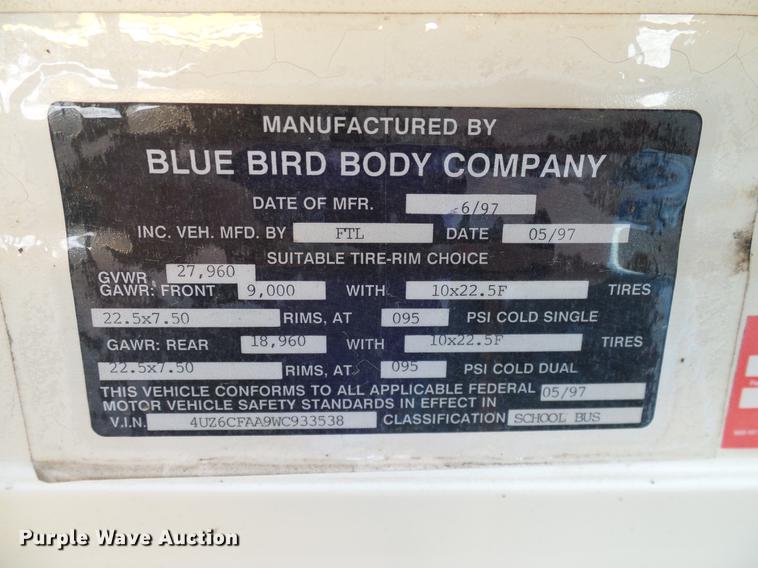 MANUFACTURED BY
BLUE BIRD BODY COMPANY
DATE OF MFR. 6/97
INC. VEH. MFD. BY FTL DATE 05/97
SUITABLE TIRE-RIM CHOICE
GVWR 27,960
GAWR: FRONT 9,000 WITH 10x22.5F TIRES
22.5x7.50 RIMS, AT 095 PSI COLD SINGLE
GAWR: REAR 18,960 WITH 10x22.5F TIRES
22.5x7.50 RIMS, AT 095 PSI COLD DUAL
THIS VEHICLE CONFORMS TO ALL APPLICABLE FEDERAL 05/97
MOTOR VEHICLE SAFETY STANDARDS IN EFFECT IN
V.I.N. 4UZ6CFAA9WC933538 CLASSIFICATION SCHOOL BUS
Purple Wave Auction